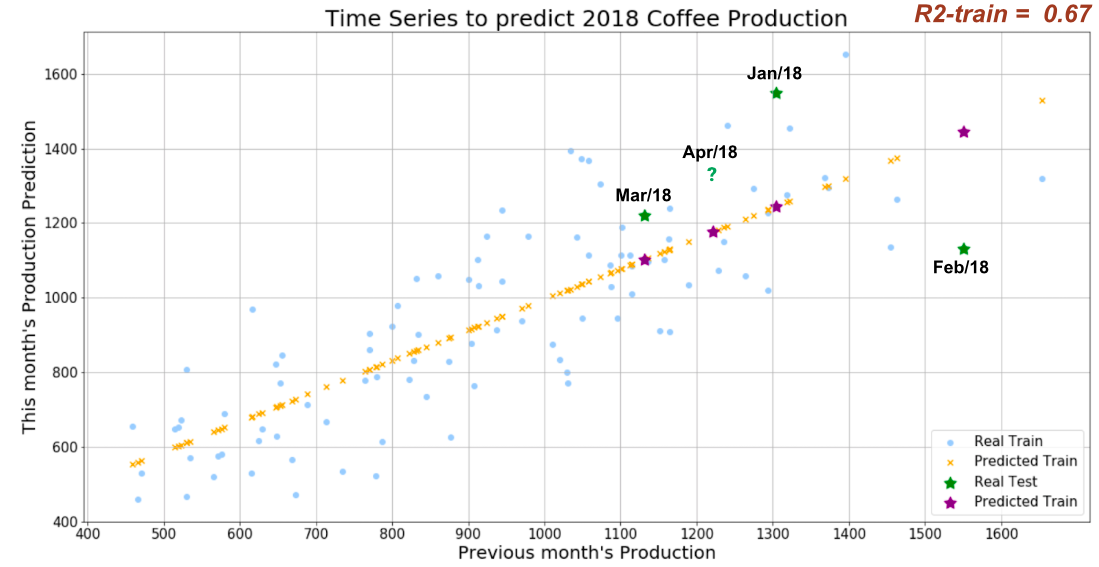 Time Series to predict 2018 Coffee Production
R2-train = 0.67
This month's Production Prediction
1600
1400
1200
1000
800
600
400
Jan/18
Apr/18
?
Mar/18
Feb/18
Real Train
Predicted Train
Real Test
Predicted Train
400 500 600 700 800 900 1000 1100 1200 1300 1400 1500 1600
Previous month's Production